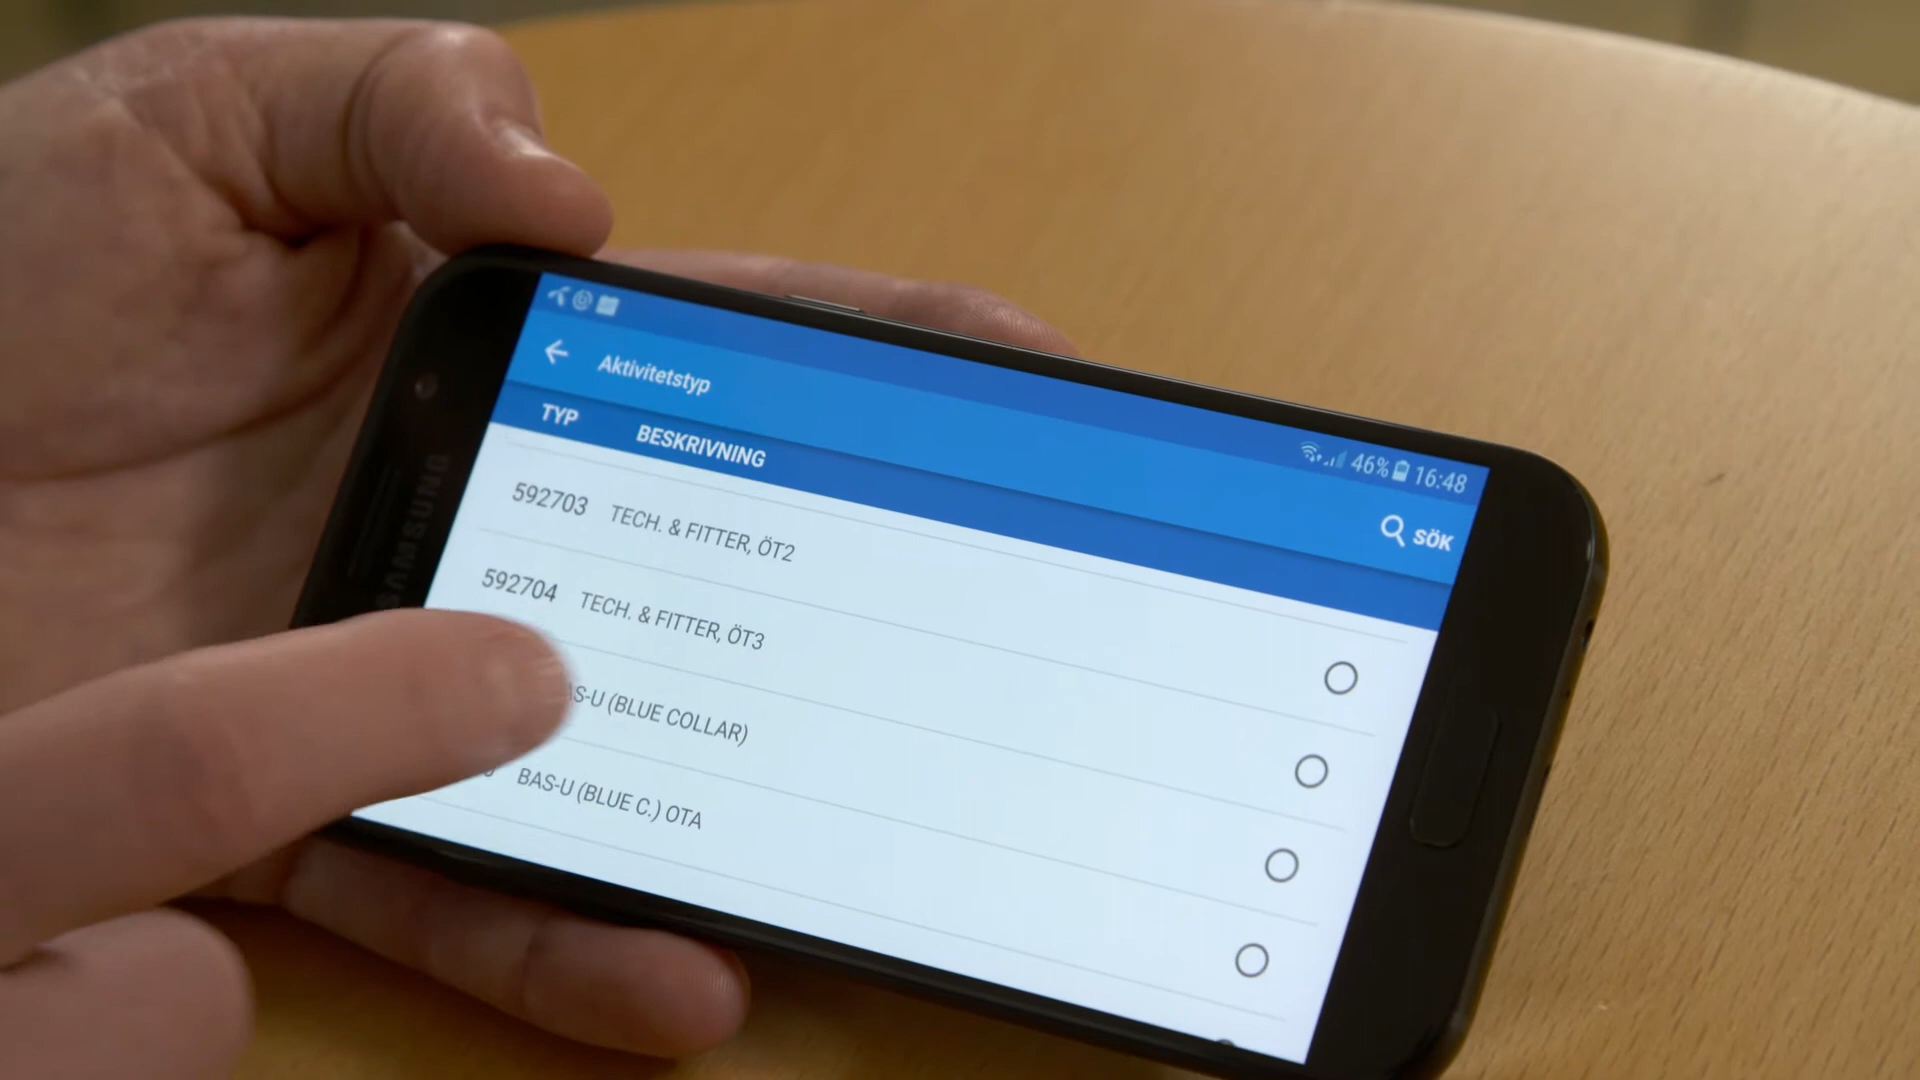 46% 16:48
Aktivitetstyp
SÖK
TYP BESKRIVNING
592703 TECH. & FITTER, ÖT2
592704 TECH. & FITTER, ÖT3
AS-U (BLUE COLLAR)
BAS-U (BLUE C.) OTA
SAMSUNG